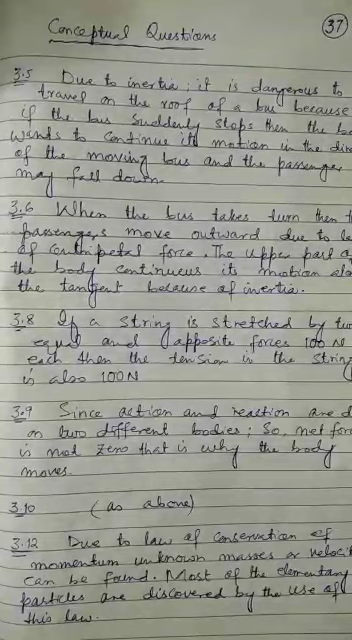 Conceptual Questions
37
3.5 Due to inertia; it is dangerous to
travel on the roof of a bus because
if the bus Suddenly stops then the
wants to continue its motion in the
of the moving bus and the passenger
may fall down.
3.6 When the bus takes turn then
passengers move outward due to
of centripetal force. The upper part
the body continueus its motion
the tangent because of inertia.
3.8 If a string is stretched by
equal and opposite forces 100 N
each then the tension in the string
is also 100N
3.9 Since action and reaction are
on two different bodies; So, net
is not zero that is why the body
moves.
3.10 (as above)
3.12 Due to law of conservation of
momentum unknown masses or
can be found. Most of the elementary
particles are discovered by the use of
this law.